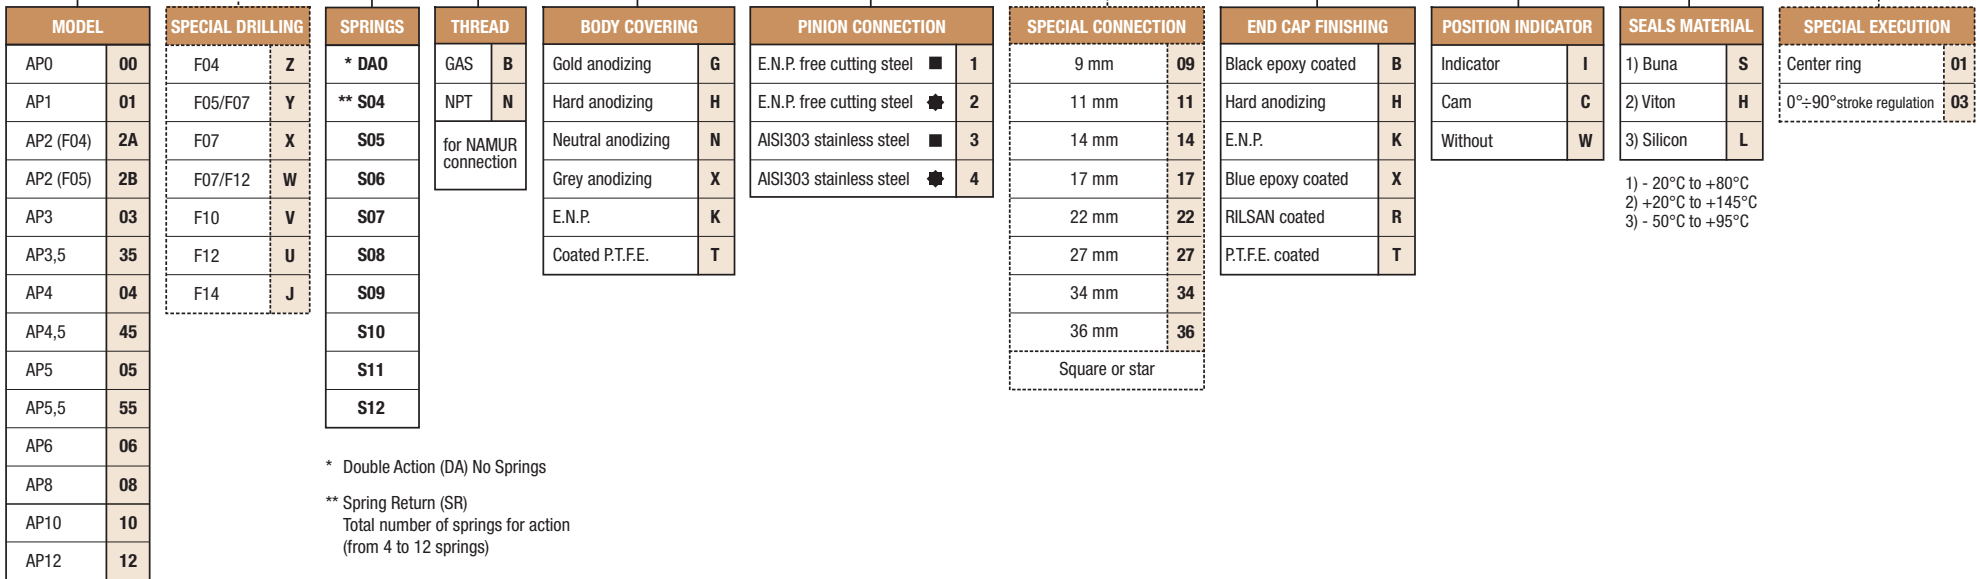 MODEL
AP0 00
AP1 01
AP2 (F04) 2A
AP2 (F05) 2B
AP3 03
AP3,5 35
AP4 04
AP4,5 45
AP5 05
AP5,5 55
AP6 06
AP8 08
AP10 10
AP12 12
SPECIAL DRILLING
F04 Z
F05/F07 Y
F07 X
F07/F12 W
F10 V
F12 U
F14 J
SPRINGS
* DA0
** S04
S05
S06
S07
S08
S09
S10
S11
S12
* Double Action (DA) No Springs
** Spring Return (SR)
Total number of springs for action
(from 4 to 12 springs)
THREAD
GAS B
NPT N
for NAMUR
connection
BODY COVERING
Gold anodizing G
Hard anodizing H
Neutral anodizing N
Grey anodizing X
E.N.P. K
Coated P.T.F.E. T
PINION CONNECTION
E.N.P. free cutting steel ■ 1
E.N.P. free cutting steel 2
AISI303 stainless steel ■ 3
AISI303 stainless steel 4
SPECIAL CONNECTION
9 mm 09
11 mm 11
14 mm 14
17 mm 17
22 mm 22
27 mm 27
34 mm 34
36 mm 36
Square or star
END CAP FINISHING
Black epoxy coated B
Hard anodizing H
E.N.P. K
Blue epoxy coated X
RILSAN coated R
P.T.F.E. coated T
POSITION INDICATOR
Indicator I
Cam C
Without W
SEALS MATERIAL
1) Buna S
2) Viton H
3) Silicon L
1) - 20°C to +80°C
2) +20°C to +145°C
3) - 50°C to +95°C
SPECIAL EXECUTION
Center ring 01
0°÷90°stroke regulation 03